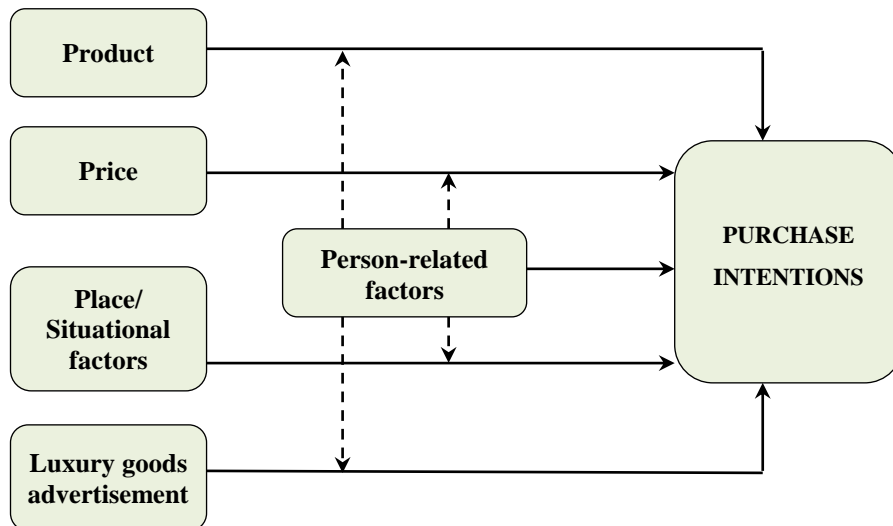 Product
Price
Person-related
factors
PURCHASE
INTENTIONS
Place/
Situational
factors
Luxury goods
advertisement